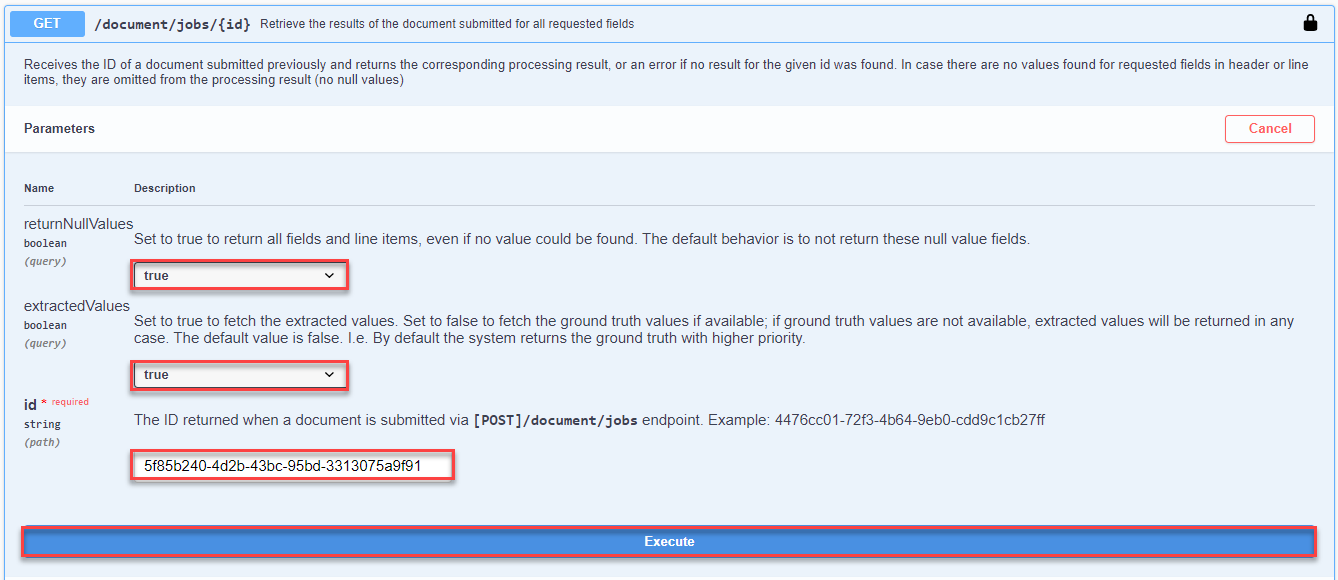 GET /document/jobs/{id} Retrieve the results of the document submitted for all requested fields
Receives the ID of a document submitted previously and returns the corresponding processing result, or an error if no result for the given id was found. In case there are no values found for requested fields in header or line
items, they are omitted from the processing result (no null values)
Parameters
Cancel
Name Description
returnNullValues
boolean
(query)
Set to true to return all fields and line items, even if no value could be found. The default behavior is to not return these null value fields.
true
extractedValues
boolean
(query)
Set to true to fetch the extracted values. Set to false to fetch the ground truth values if available; if ground truth values are not available, extracted values will be returned in any
case. The default value is false. I.e. By default the system returns the ground truth with higher priority.
true
id * required
string
(path)
The ID returned when a document is submitted via [POST]/document/jobs endpoint. Example: 4476cc01-72f3-4b64-9eb0-cdd9c1cb27ff
5f85b240-4d2b-43bc-95bd-3313075a9f91
Execute